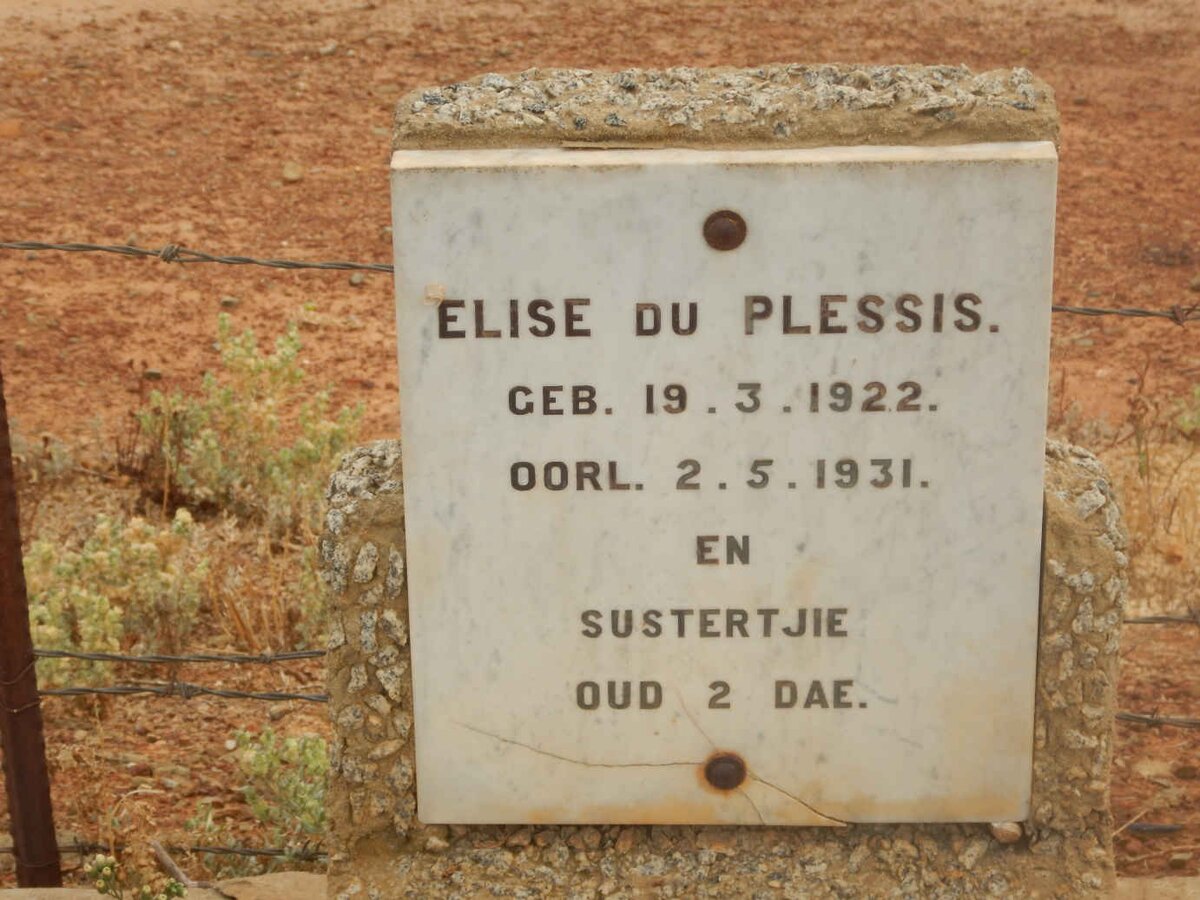 ELISE DU PLESSIS.
GEB. 19.3.1922.
OORL. 2.5.1931.
EN
SUSTERTJIE
OUD 2 DAE.